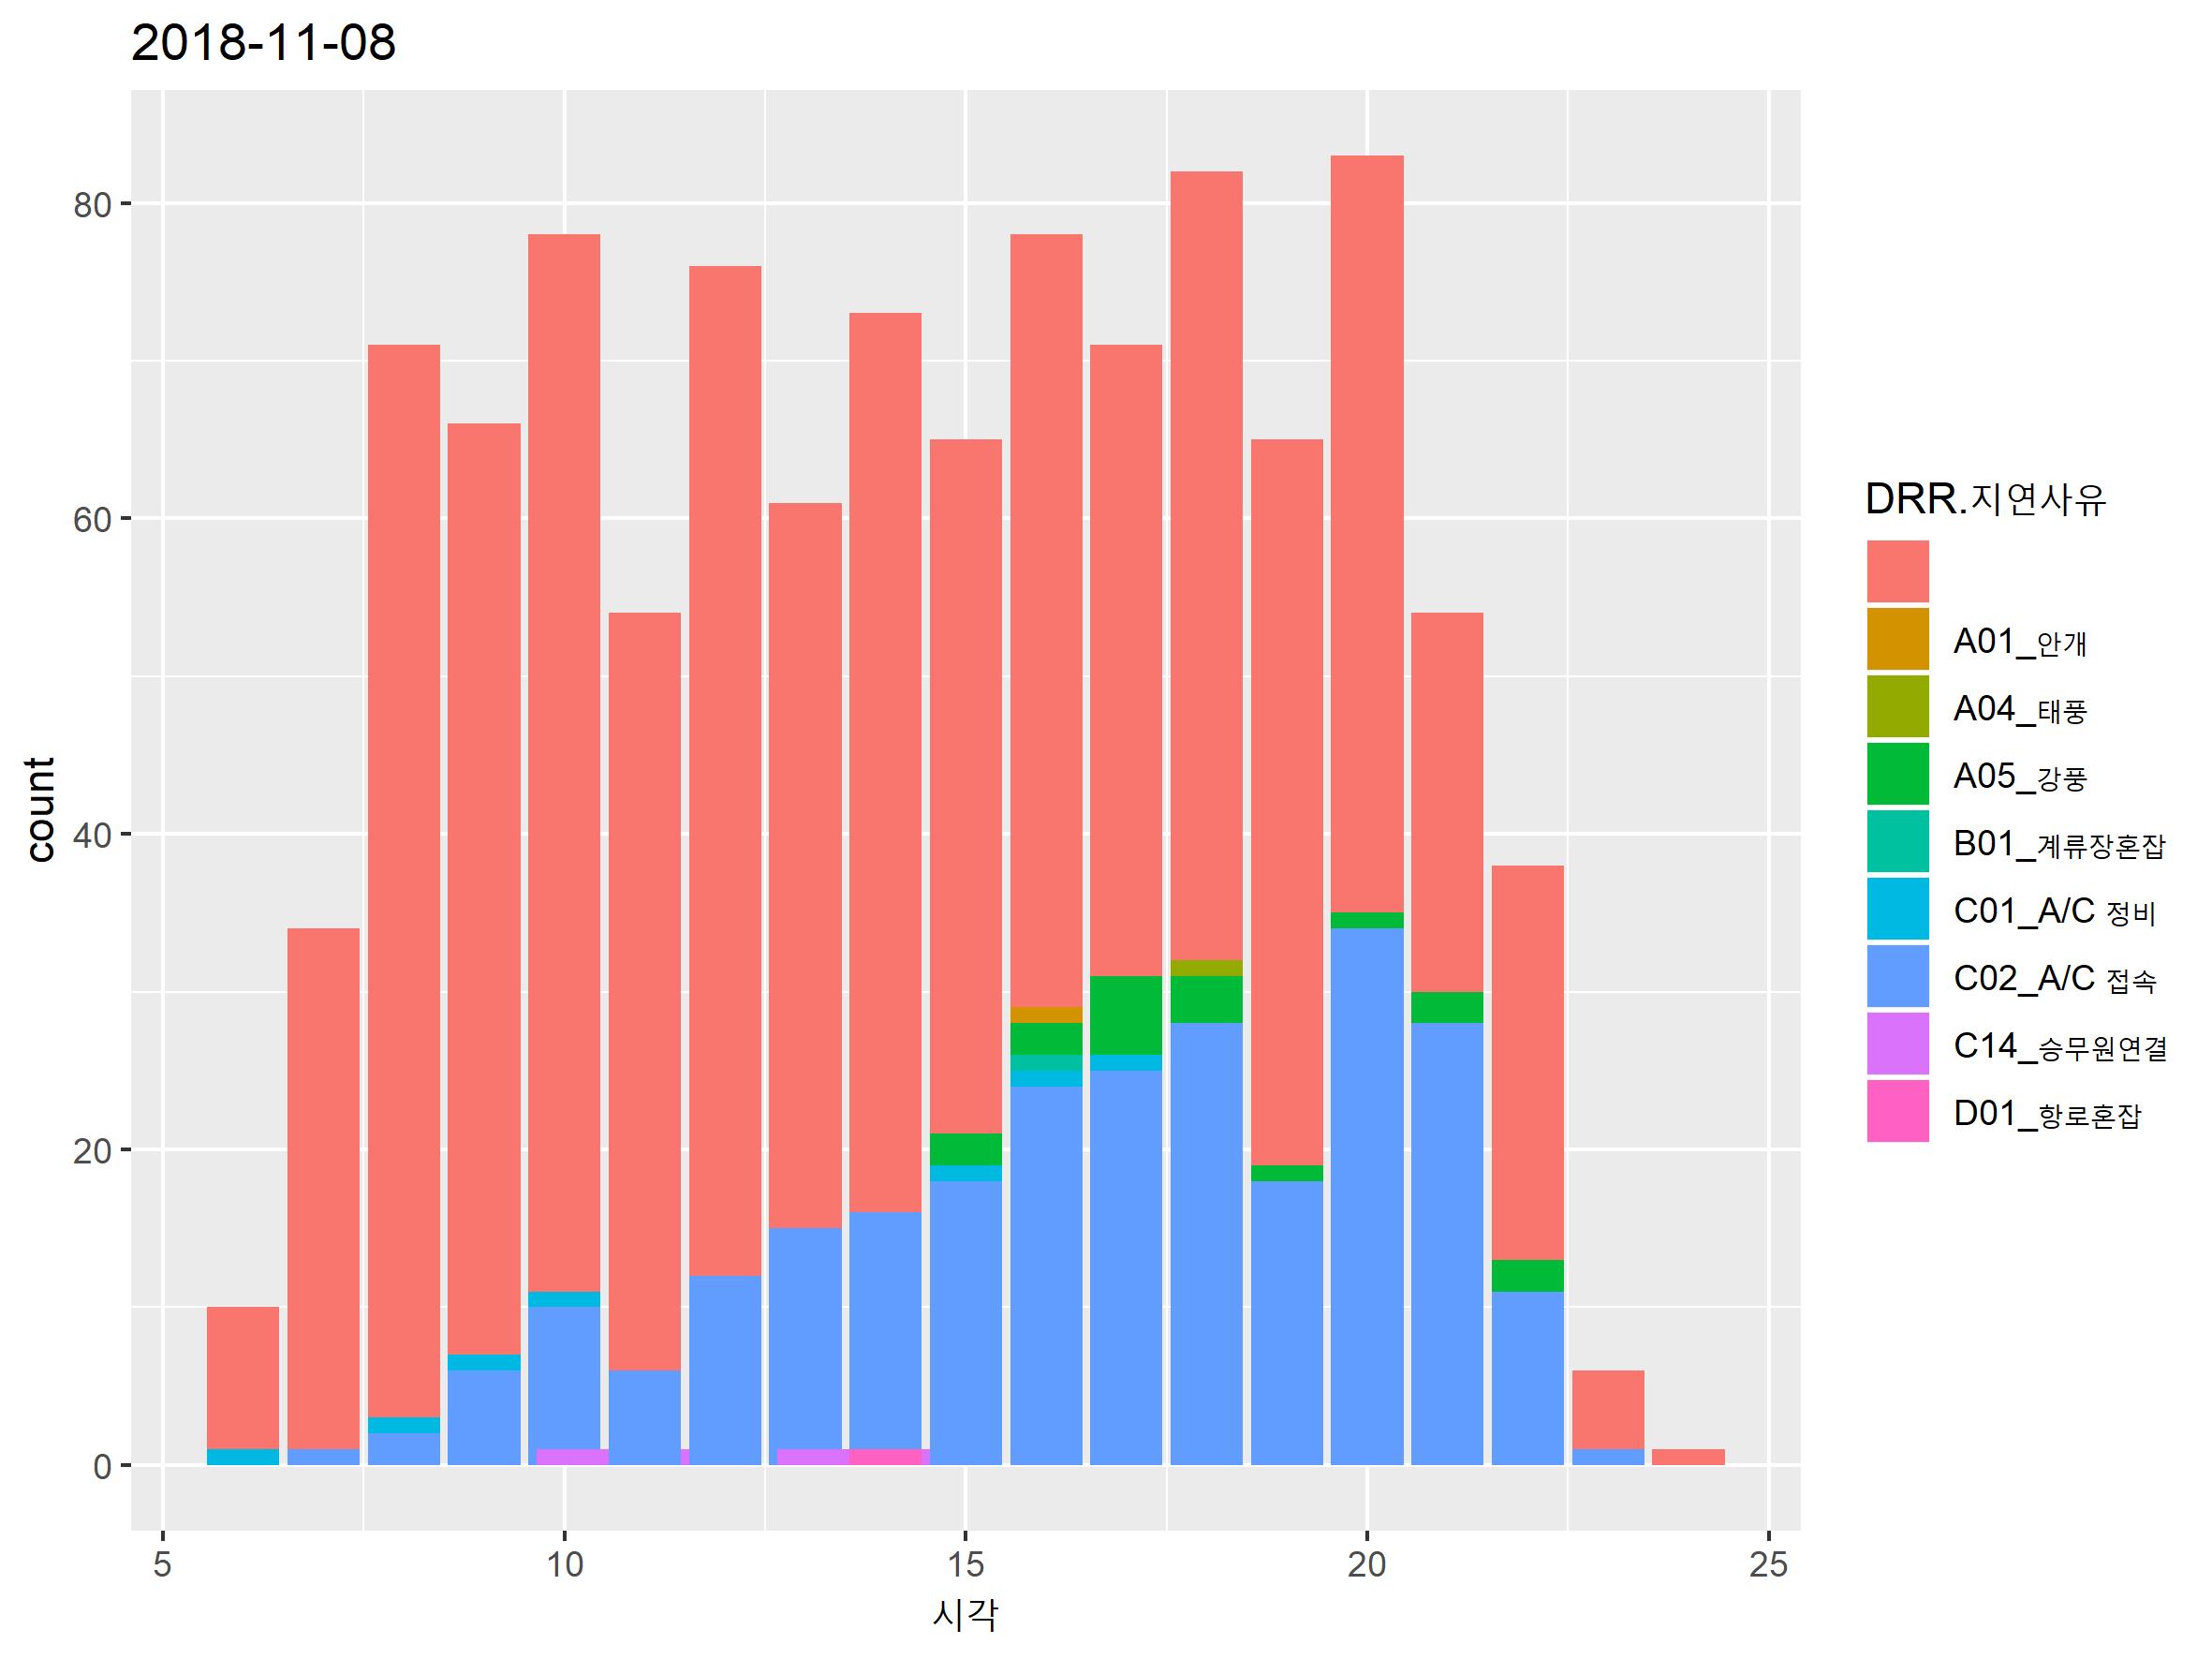 2018-11-08
count
80
60
40
20
0
5 10 15 20 25
시각
DRR.지연사유
A01_안개
A04_태풍
A05_강풍
B01_계류장혼잡
C01_A/C 정비
C02_A/C 접속
C14_승무원연결
D01_항로혼잡